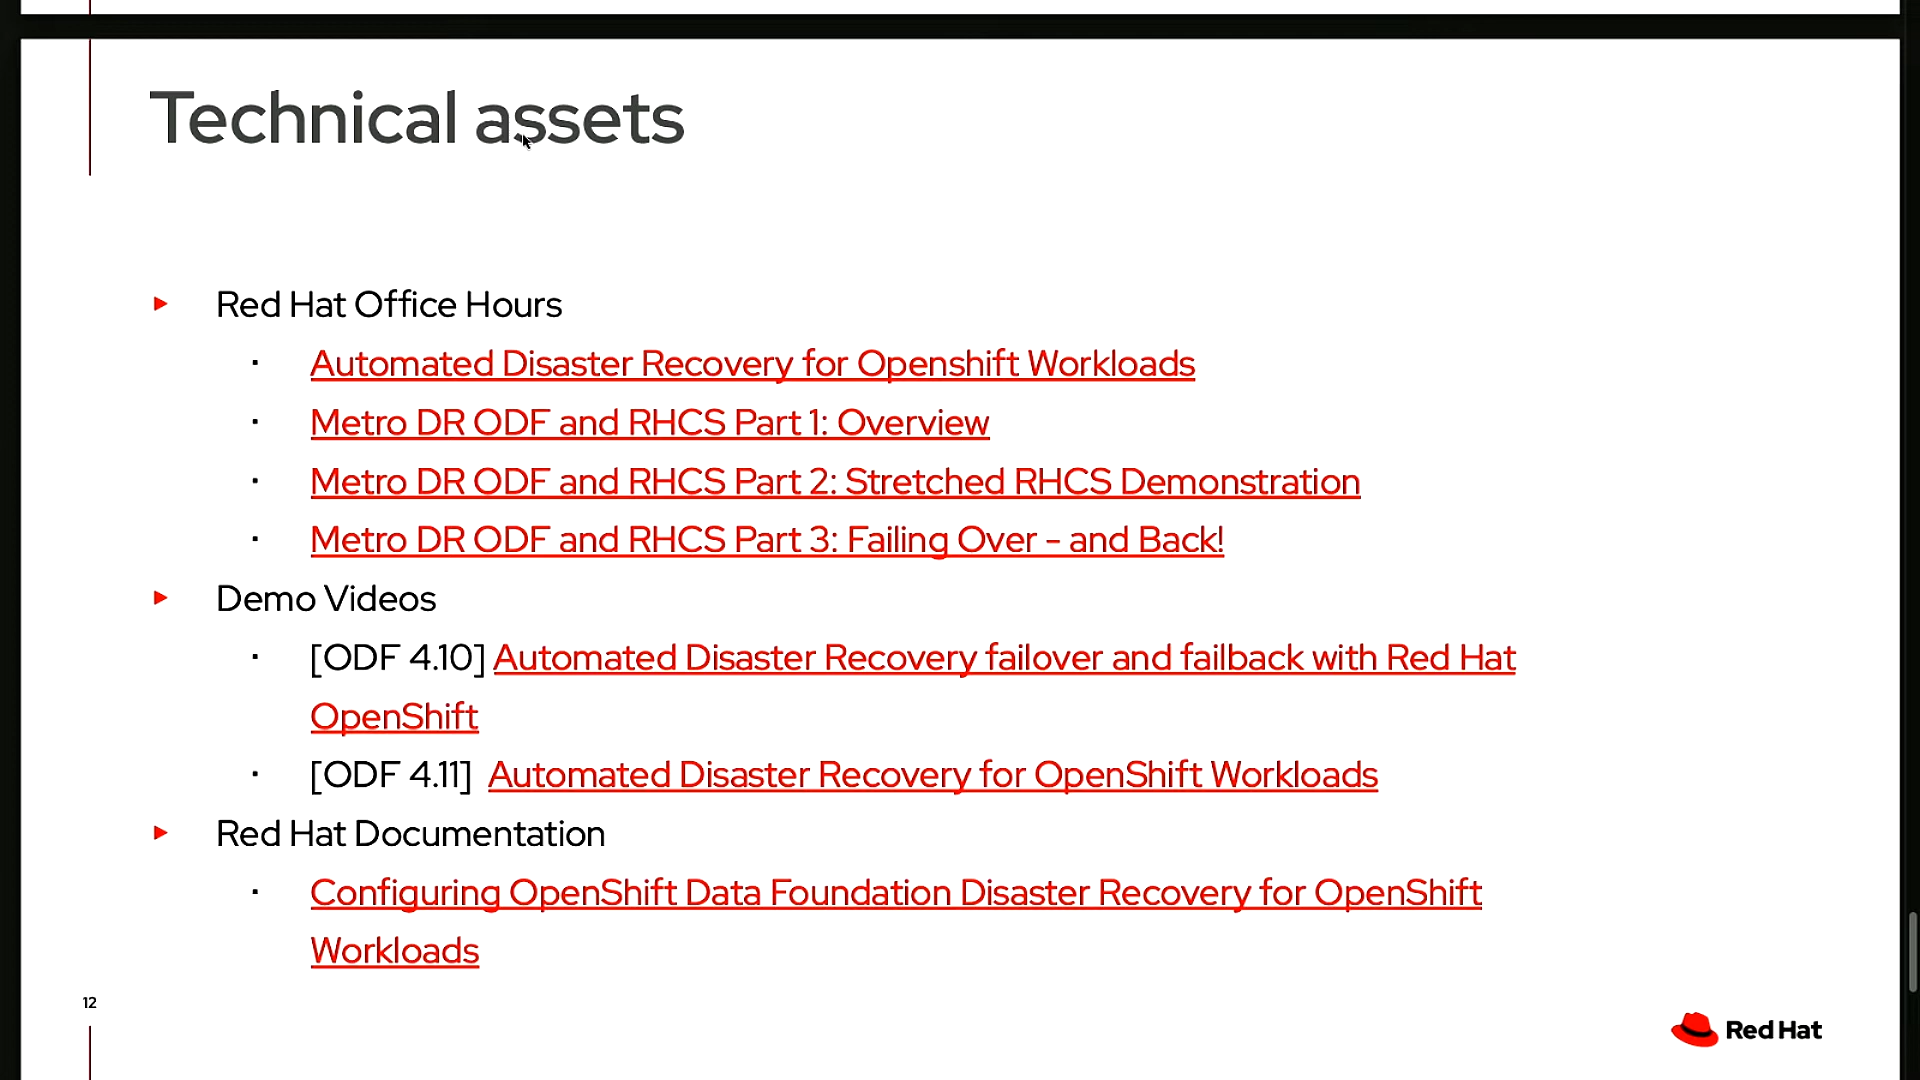 Technical assets
Red Hat Office Hours
Automated Disaster Recovery for Openshift Workloads
Metro DR ODF and RHCS Part 1: Overview
Metro DR ODF and RHCS Part 2: Stretched RHCS Demonstration
Metro DR ODF and RHCS Part 3: Failing Over – and Back!
Demo Videos
[ODF 4.10] Automated Disaster Recovery failover and failback with Red Hat
OpenShift
[ODF 4.11] Automated Disaster Recovery for OpenShift Workloads
Red Hat Documentation
Configuring OpenShift Data Foundation Disaster Recovery for OpenShift
Workloads
12
Red Hat